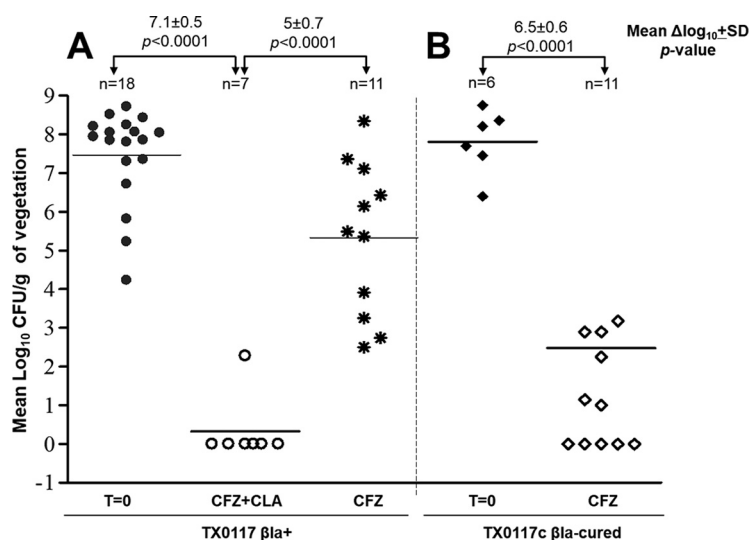 7.1±0.5
p<0.0001
5±0.7
p<0.0001
6.5±0.6
p<0.0001
Mean Δlog10±SD
p-value
A
B
n=18
n=7
n=11
n=6
n=11
Mean Log10 CFU/g of vegetation
9
8
7
6
5
4
3
2
1
0
-1
T=0
CFZ+CLA
CFZ
T=0
CFZ
TX0117 βla+
TX0117c βla-cured